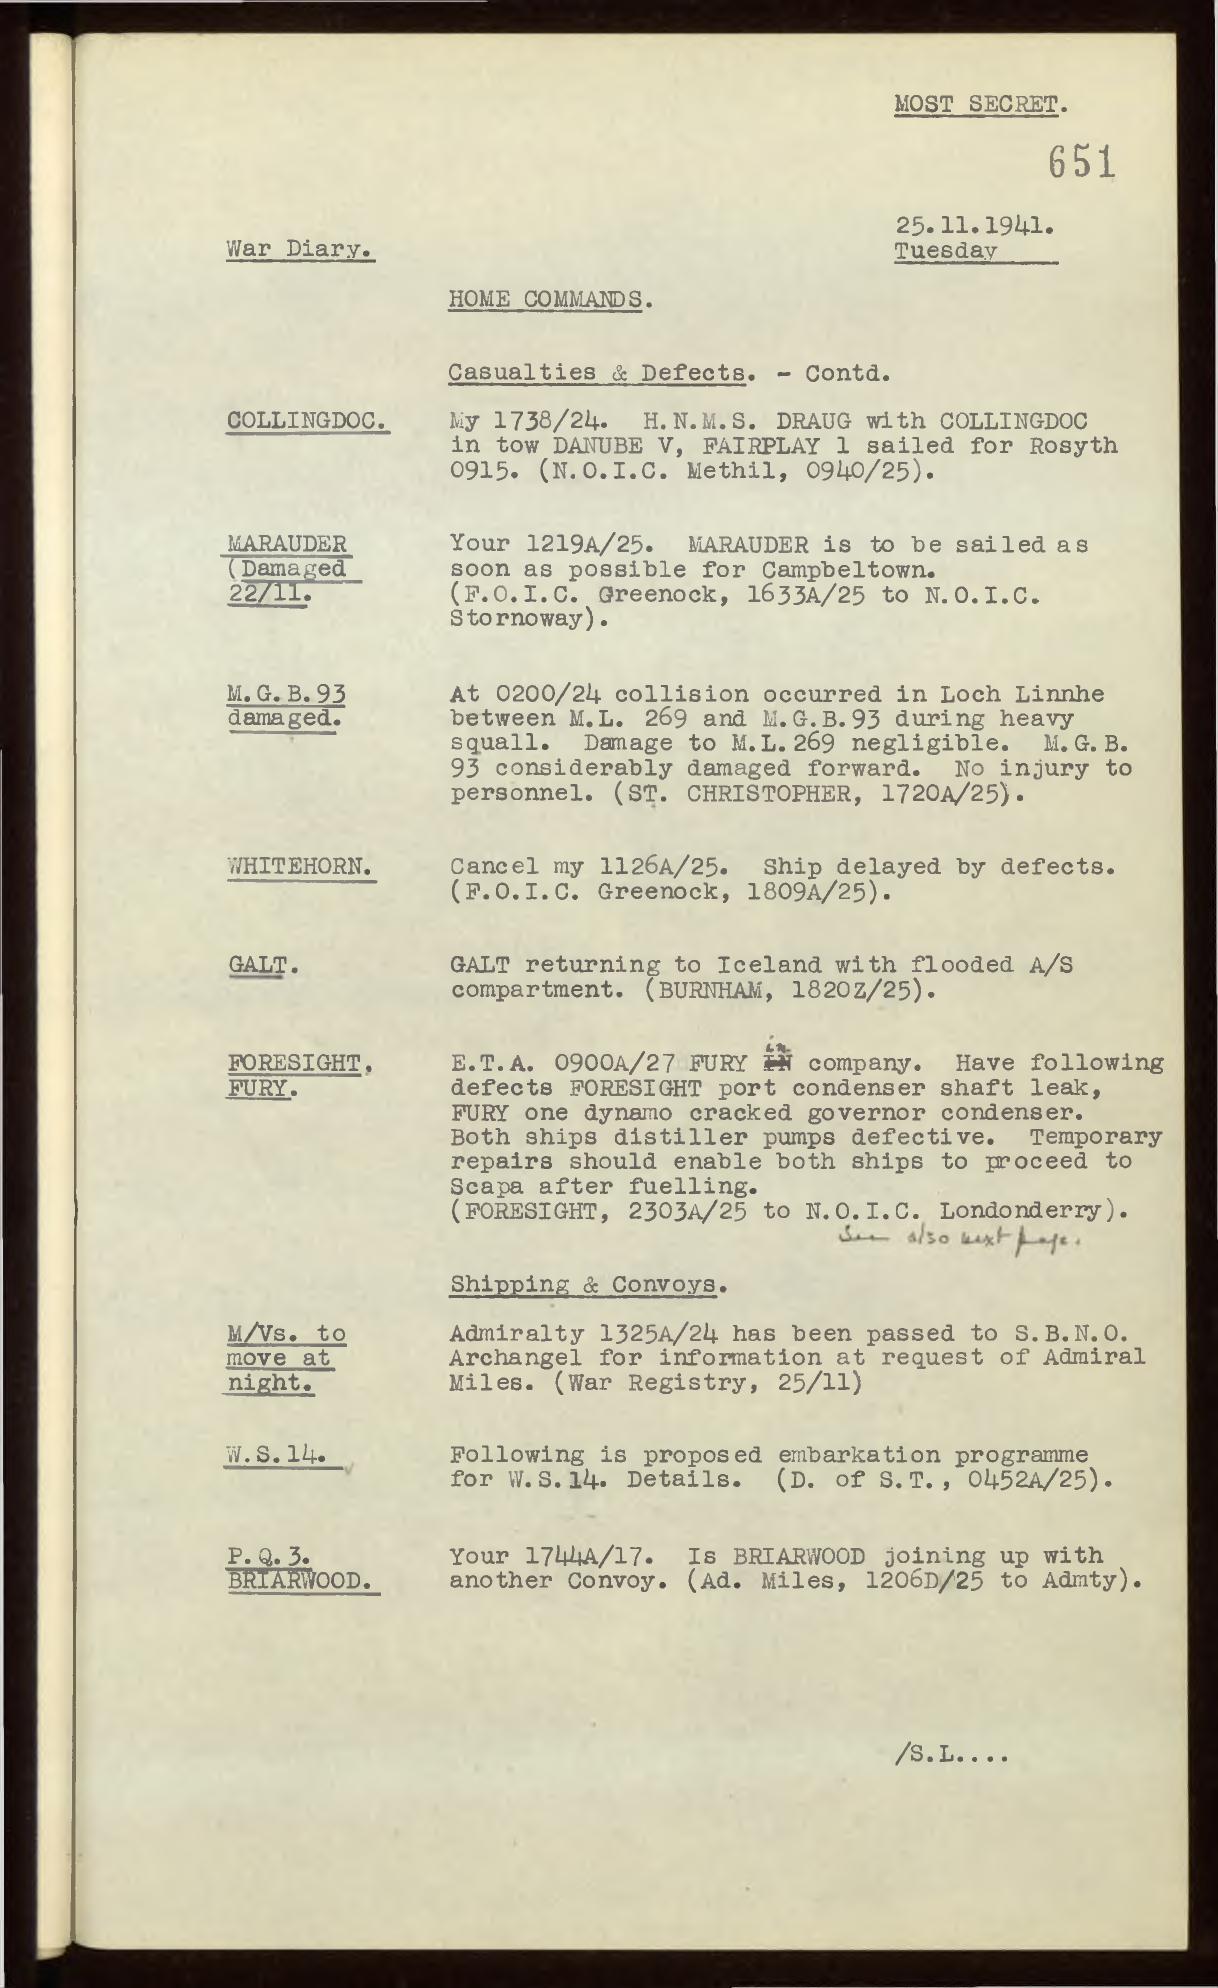 MOST SECRET.
651
25.11.1941.
War Diary.
Tuesday
HOME COMMANDS.
Casualties & Defects. - Contd.
COLLINGDOC. My 1738/24. H.N.M.S. DRAUG with COLLINGDOC
in tow DANUBE V, FAIRPLAY 1 sailed for Rosyth
0915. (N.O.I.C. Methil, 0940/25).
MARAUDER Your 1219A/25. MARAUDER is to be sailed as
(Damaged soon as possible for Campbeltown.
22/11. (F.O.I.C. Greenock, 1633A/25 to N.O.I.C.
Stornoway).
M.G.B.93 At 0200/24 collision occurred in Loch Linnhe
damaged. between M.L. 269 and M.G.B.93 during heavy
squall. Damage to M.L.269 negligible. M.G.B.
93 considerably damaged forward. No injury to
personnel. (ST. CHRISTOPHER, 1720A/25).
WHITEHORN. Cancel my 1126A/25. Ship delayed by defects.
(F.O.I.C. Greenock, 1809A/25).
GALT. GALT returning to Iceland with flooded A/S
compartment. (BURNHAM, 1820Z/25).
FORESIGHT, E.T.A. 0900A/27 FURY in company. Have following
FURY. defects FORESIGHT port condenser shaft leak,
FURY one dynamo cracked governor condenser.
Both ships distiller pumps defective. Temporary
repairs should enable both ships to proceed to
Scapa after fuelling.
(FORESIGHT, 2303A/25 to N.O.I.C. Londonderry).
See also next page.
Shipping & Convoys.
M/Vs. to Admiralty 1325A/24 has been passed to S.B.N.O.
move at Archangel for information at request of Admiral
night. Miles. (War Registry, 25/11)
W.S.14. Following is proposed embarkation programme
for W.S.14. Details. (D. of S.T., 0452A/25).
P.Q.3. Your 1744A/17. Is BRIARWOOD joining up with
BRIARWOOD. another Convoy. (Ad. Miles, 1206D/25 to Admty).
/S.L....